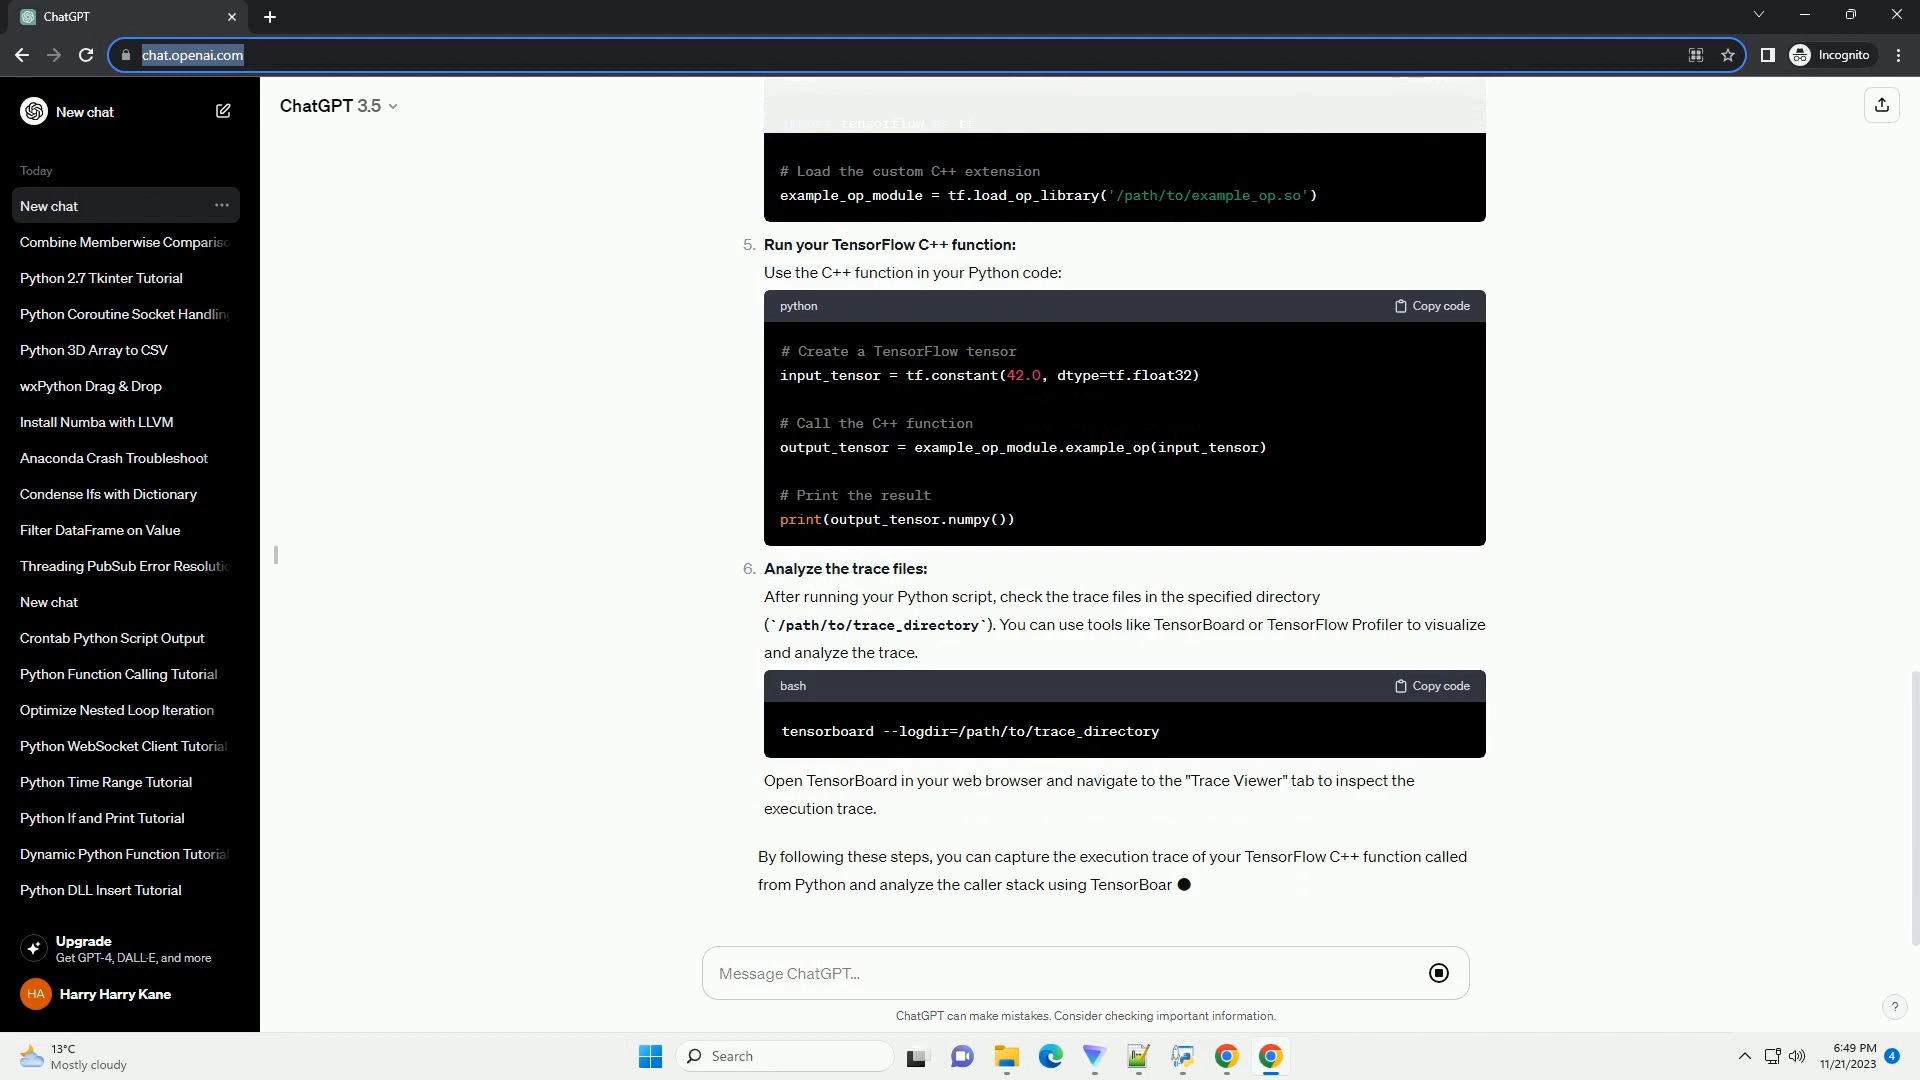 ChatGPT
chat.openai.com
Incognito
New chat
Today
New chat
Combine Memberwise Compariso
Python 2.7 Tkinter Tutorial
Python Coroutine Socket Handling
Python 3D Array to CSV
wxPython Drag & Drop
Install Numba with LLVM
Anaconda Crash Troubleshoot
Condense Ifs with Dictionary
Filter DataFrame on Value
Threading PubSub Error Resolutio
New chat
Crontab Python Script Output
Python Function Calling Tutorial
Optimize Nested Loop Iteration
Python WebSocket Client Tutorial
Python Time Range Tutorial
Python If and Print Tutorial
Dynamic Python Function Tutorial
Python DLL Insert Tutorial
Upgrade
Get GPT-4, DALL·E, and more
HA Harry Harry Kane
ChatGPT 3.5
tensorflow as tf
# Load the custom C++ extension
example_op_module = tf.load_op_library('/path/to/example_op.so')
5. Run your TensorFlow C++ function:
Use the C++ function in your Python code:
python Copy code
# Create a TensorFlow tensor
input_tensor = tf.constant(42.0, dtype=tf.float32)
# Call the C++ function
output_tensor = example_op_module.example_op(input_tensor)
# Print the result
print(output_tensor.numpy())
6. Analyze the trace files:
After running your Python script, check the trace files in the specified directory
(`/path/to/trace_directory`). You can use tools like TensorBoard or TensorFlow Profiler to visualize
and analyze the trace.
bash Copy code
tensorboard --logdir=/path/to/trace_directory
Open TensorBoard in your web browser and navigate to the "Trace Viewer" tab to inspect the
execution trace.
By following these steps, you can capture the execution trace of your TensorFlow C++ function called
from Python and analyze the caller stack using TensorBoar
Message ChatGPT...
ChatGPT can make mistakes. Consider checking important information.
?
13°C
Mostly cloudy
Search
6:49 PM
11/21/2023
4